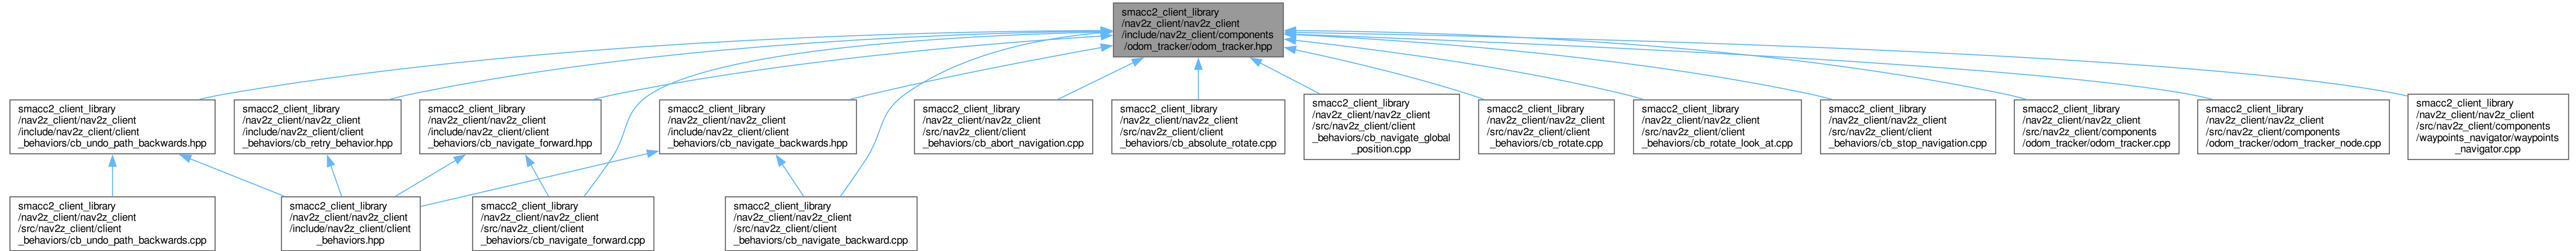 smacc2_client_library
/nav2z_client/nav2z_client
/include/nav2z_client/components
/odom_tracker/odom_tracker.hpp
smacc2_client_library
/nav2z_client/nav2z_client
/include/nav2z_client/client
_behaviors/cb_undo_path_backwards.hpp
smacc2_client_library
/nav2z_client/nav2z_client
/include/nav2z_client/client
_behaviors/cb_retry_behavior.hpp
smacc2_client_library
/nav2z_client/nav2z_client
/include/nav2z_client/client
_behaviors/cb_navigate_forward.hpp
smacc2_client_library
/nav2z_client/nav2z_client
/include/nav2z_client/client
_behaviors/cb_navigate_backwards.hpp
smacc2_client_library
/nav2z_client/nav2z_client
/src/nav2z_client/client
_behaviors/cb_abort_navigation.cpp
smacc2_client_library
/nav2z_client/nav2z_client
/src/nav2z_client/client
_behaviors/cb_absolute_rotate.cpp
smacc2_client_library
/nav2z_client/nav2z_client
/src/nav2z_client/client
_behaviors/cb_navigate_global
_position.cpp
smacc2_client_library
/nav2z_client/nav2z_client
/src/nav2z_client/client
_behaviors/cb_rotate.cpp
smacc2_client_library
/nav2z_client/nav2z_client
/src/nav2z_client/client
_behaviors/cb_rotate_look_at.cpp
smacc2_client_library
/nav2z_client/nav2z_client
/src/nav2z_client/client
_behaviors/cb_stop_navigation.cpp
smacc2_client_library
/nav2z_client/nav2z_client
/src/nav2z_client/components
/odom_tracker/odom_tracker.cpp
smacc2_client_library
/nav2z_client/nav2z_client
/src/nav2z_client/components
/odom_tracker/odom_tracker_node.cpp
smacc2_client_library
/nav2z_client/nav2z_client
/src/nav2z_client/components
/waypoints_navigator/waypoints
_navigator.cpp
smacc2_client_library
/nav2z_client/nav2z_client
/src/nav2z_client/client
_behaviors/cb_undo_path_backwards.cpp
smacc2_client_library
/nav2z_client/nav2z_client
/include/nav2z_client/client
_behaviors.hpp
smacc2_client_library
/nav2z_client/nav2z_client
/src/nav2z_client/client
_behaviors/cb_navigate_forward.cpp
smacc2_client_library
/nav2z_client/nav2z_client
/src/nav2z_client/client
_behaviors/cb_navigate_backward.cpp